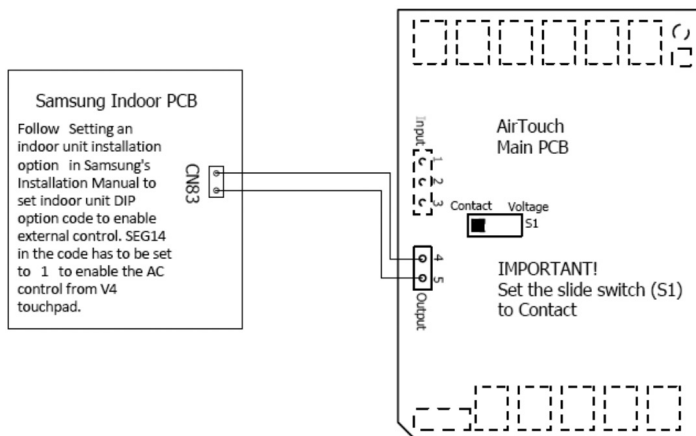 Samsung Indoor PCB
Follow Setting an
indoor unit installation
option in Samsung's
Installation Manual to
set indoor unit DIP
option code to enable
external control. SEG14
in the code has to be set
to 1 to enable the AC
control from V4
touchpad.
CN83
Input
1
2
3
AirTouch
Main PCB
Contact Voltage
S1
4
5
Output
IMPORTANT!
Set the slide switch (S1)
to Contact